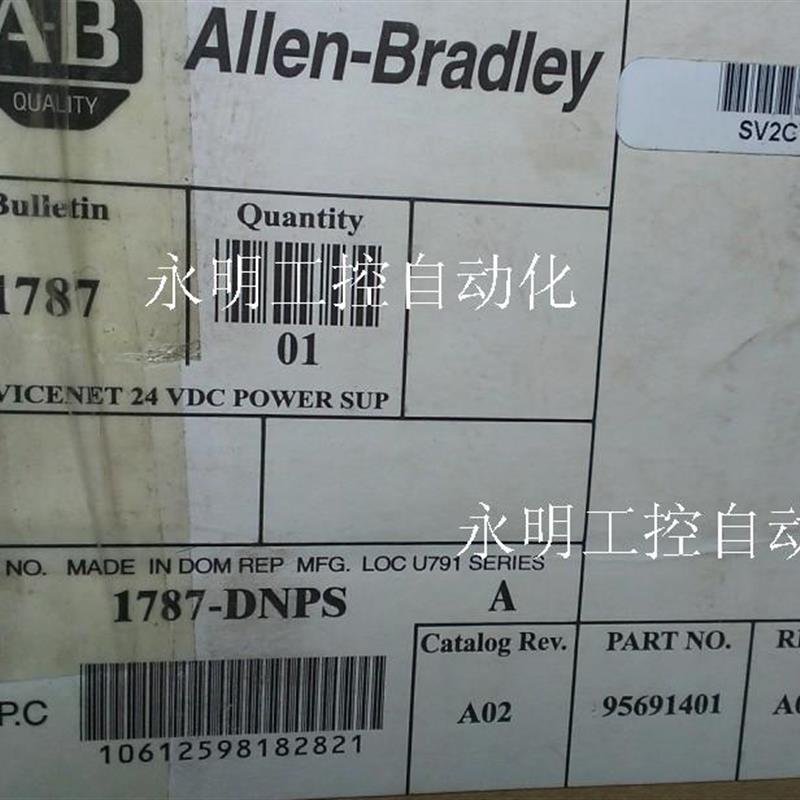 A-B
QUALITY
Allen-Bradley
SV2C
Bulletin
Quantity
1787
永明工控自动化
01
VICENET 24 VDC POWER SUP
永明工控自动
NO. MADE IN DOM REP MFG. LOC U791 SERIES
1787-DNPS A
Catalog Rev. PART NO.
P.C
A02 95691401
10612598182821